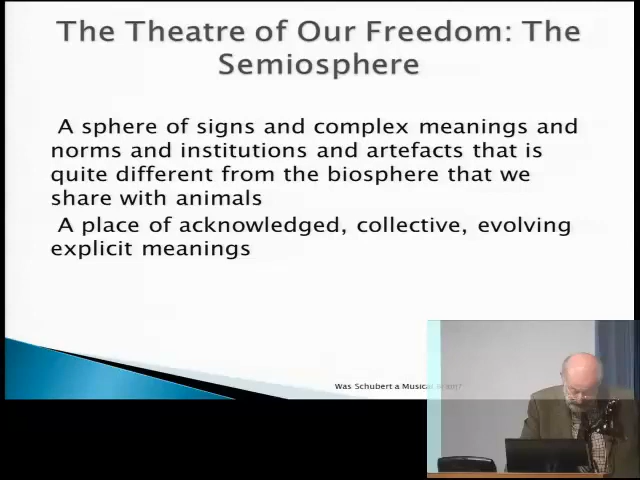 The Theatre of Our Freedom: The
Semiosphere
A sphere of signs and complex meanings and
norms and institutions and artefacts that is
quite different from the biosphere that we
share with animals
A place of acknowledged, collective, evolving
explicit meanings
Was Schubert a Musical Brain?